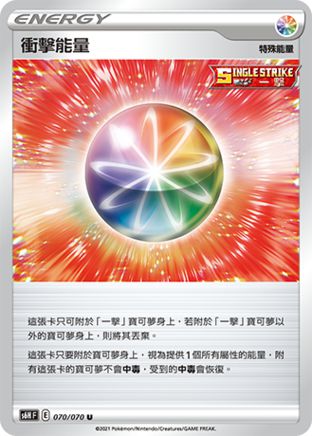 ENERGY
衝擊能量
特殊能量
SINGLE STRIKE
一擊
這張卡只可附於「一擊」寶可夢身上,若附於「一擊」寶可夢以
外的寶可夢身上,則將其丟棄。
這張卡只要附於寶可夢身上,視為提供1個所有屬性的能量,附
有這張卡的寶可夢不會中毒,受到的中毒會恢復。
S6H F E 070/070 U
©2021 Pokémon/Nintendo/Creatures/GAME FREAK.